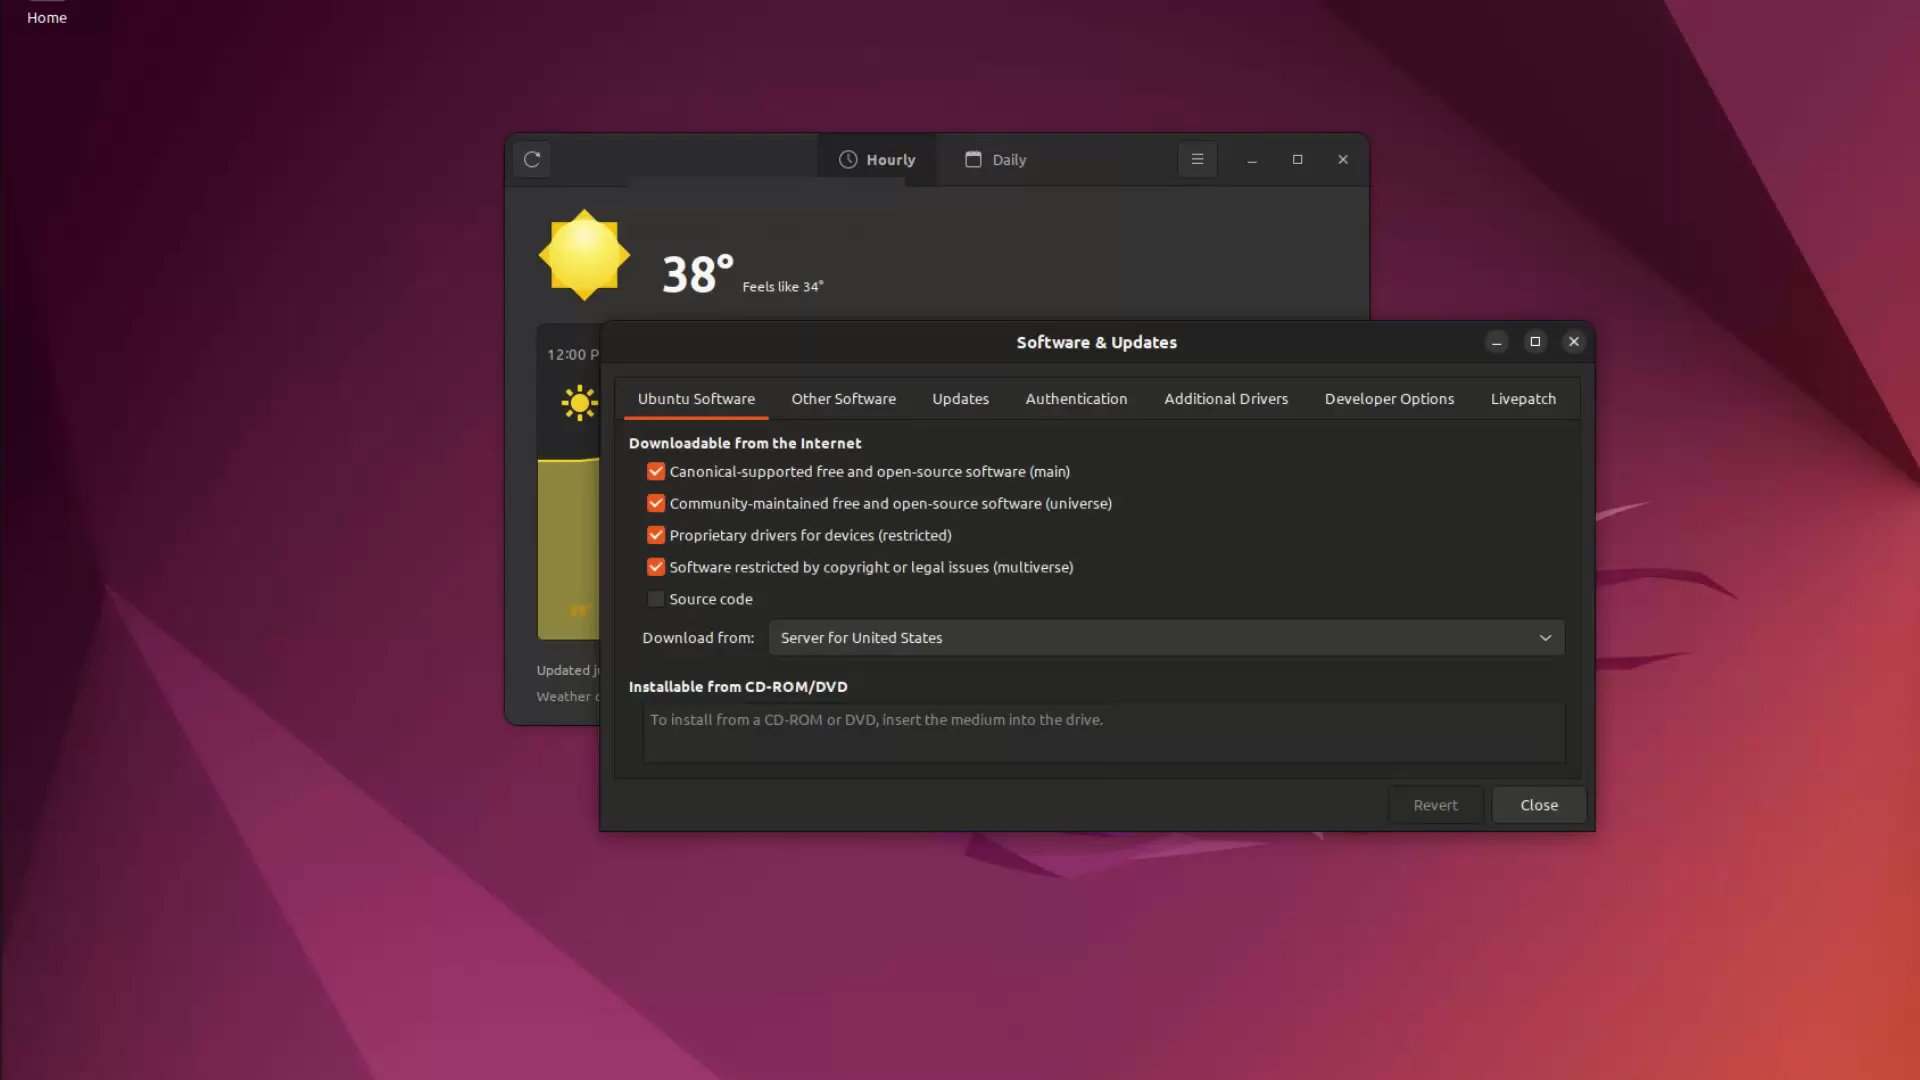 Home
Hourly
Daily
38°
Feels like 34°
12:00 P
Updated
Weather
Software & Updates
Ubuntu Software
Other Software
Updates
Authentication
Additional Drivers
Developer Options
Livepatch
Downloadable from the Internet
Canonical-supported free and open-source software (main)
Community-maintained free and open-source software (universe)
Proprietary drivers for devices (restricted)
Software restricted by copyright or legal issues (multiverse)
Source code
Download from: Server for United States
Installable from CD-ROM/DVD
To install from a CD-ROM or DVD, insert the medium into the drive.
Revert
Close